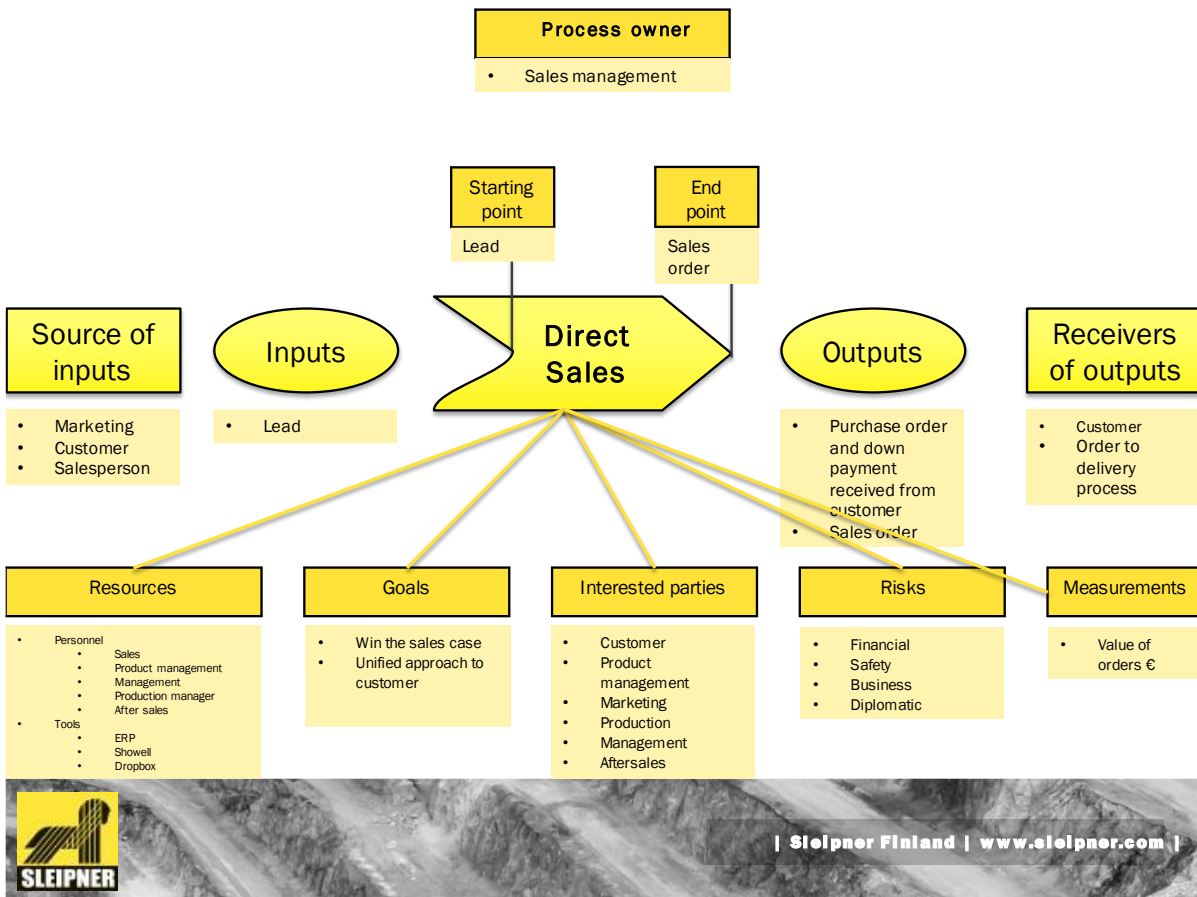 Process owner
• Sales management
Starting
point
Lead
End
point
Sales
order
Source of
inputs
• Marketing
• Customer
• Salesperson
Inputs
• Lead
Direct
Sales
Outputs
• Purchase order
and down
payment
received from
customer
• Sales order
Receivers
of outputs
• Customer
• Order to
delivery
process
Resources
• Personnel
• Sales
• Product management
• Management
• Production manager
• After sales
• Tools
• ERP
• Showell
• Dropbox
Goals
• Win the sales case
• Unified approach to
customer
Interested parties
• Customer
• Product
management
• Marketing
• Production
• Management
• Aftersales
Risks
• Financial
• Safety
• Business
• Diplomatic
Measurements
• Value of
orders €
SLEIPNER
| Sleipner Finland | www.sleipner.com |